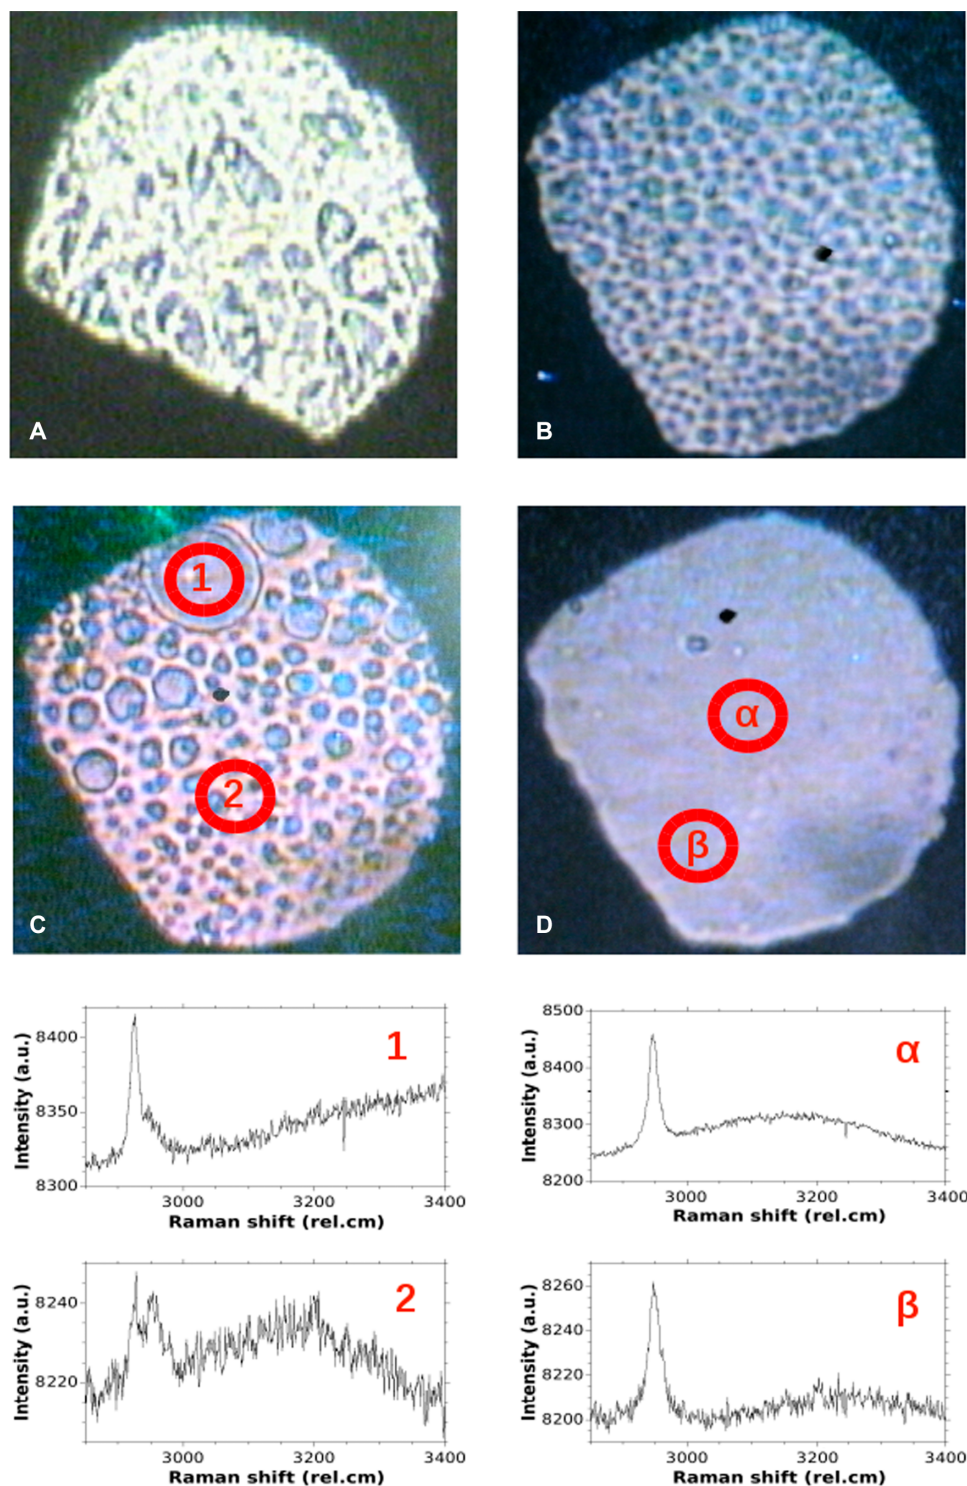 A
B
1
2
C
α
β
D
8400
8350
8300
Intensity (a.u.)
1
3000
3200
3400
Raman shift (rel.cm)
8500
8400
8300
8200
Intensity (a.u.)
α
3000
3200
3400
Raman shift (rel.cm)
8240
8220
Intensity (a.u.)
2
3000
3200
3400
Raman shift (rel.cm)
8260
8240
8220
8200
Intensity (a.u.)
β
3000
3200
3400
Raman shift (rel.cm)